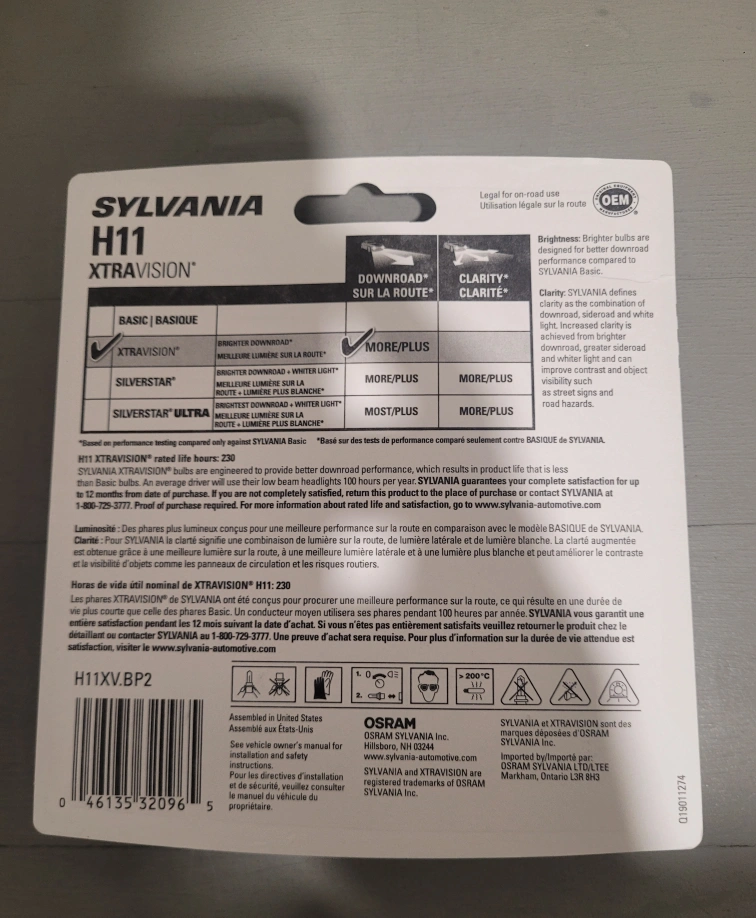 SYLVANIA
H11
XTRAVISION®
Legal for on-road use
Utilisation légale sur la route
ORIGINAL EQUIPMENT
OEM
MANUFACTURER
DOWNROAD*
SUR LA ROUTE*
CLARITY*
CLARITÉ*
BASIC | BASIQUE
XTRAVISION®
BRIGHTER DOWNROAD*
MEILLEURE LUMIÈRE SUR LA ROUTE*
MORE/PLUS
SILVERSTAR®
BRIGHTER DOWNROAD + WHITER LIGHT*
MEILLEURE LUMIÈRE SUR LA
ROUTE + LUMIÈRE PLUS BLANCHE*
MORE/PLUS
MORE/PLUS
SILVERSTAR® ULTRA
BRIGHTEST DOWNROAD + WHITER LIGHT*
MEILLEURE LUMIÈRE SUR LA
ROUTE + LUMIÈRE PLUS BLANCHE*
MOST/PLUS
MORE/PLUS
Brightness: Brighter bulbs are
designed for better downroad
performance compared to
SYLVANIA Basic.
Clarity: SYLVANIA defines
clarity as the combination of
downroad, sideroad and white
light. Increased clarity is
achieved from brighter
downroad, greater sideroad
and whiter light and can
improve contrast and object
visibility such
as street signs and
road hazards.
*Based on performance testing compared only against SYLVANIA Basic
*Basé sur des tests de performance comparé seulement contre BASIQUE de SYLVANIA.
H11 XTRAVISION® rated life hours: 230
SYLVANIA XTRAVISION® bulbs are engineered to provide better downroad performance, which results in product life that is less
than Basic bulbs. An average driver will use their low beam headlights 100 hours per year. SYLVANIA guarantees your complete satisfaction for up
to 12 months from date of purchase. If you are not completely satisfied, return this product to the place of purchase or contact SYLVANIA at
1-800-729-3777. Proof of purchase required. For more information about rated life and satisfaction, go to www.sylvania-automotive.com
Luminosité : Des phares plus lumineux conçus pour une meilleure performance sur la route en comparaison avec le modèle BASIQUE de SYLVANIA.
Clarité : Pour SYLVANIA la clarté signifie une combinaison de lumière sur la route, de lumière latérale et de lumière blanche. La clarté augmentée
est obtenue grâce à une meilleure lumière sur la route, à une meilleure lumière latérale et à une lumière plus blanche et peut améliorer le contraste
et la visibilité d'objets comme les panneaux de circulation et les risques routiers.
Horas de vida útil nominal de XTRAVISION® H11: 230
Les phares XTRAVISION® de SYLVANIA ont été conçus pour procurer une meilleure performance sur la route, ce qui résulte en une durée de
vie plus courte que celle des phares Basic. Un conducteur moyen utilisera ses phares pendant 100 heures par année. SYLVANIA vous garantit une
entière satisfaction pendant les 12 mois suivant la date d'achat. Si vous n'êtes pas entièrement satisfaits veuillez retourner le produit chez le
détaillant ou contacter SYLVANIA au 1-800-729-3777. Une preuve d'achat sera requise. Pour plus d'information sur la durée de vie attendue est
satisfaction, visiter le www.sylvania-automotive.com
H11XV.BP2
1. 0
2.
> 200°C
0 46135 32096 5
Assembled in United States
Assemblé aux États-Unis
See vehicle owner's manual for
installation and safety
instructions.
Pour les directives d'installation
et de sécurité, veuillez consulter
le manuel du véhicule du
propriétaire.
OSRAM
OSRAM SYLVANIA Inc.
Hillsboro, NH 03244
www.sylvania-automotive.com
SYLVANIA and XTRAVISION are
registered trademarks of OSRAM
SYLVANIA Inc.
SYLVANIA et XTRAVISION sont des
marques déposées d'OSRAM
SYLVANIA Inc.
Imported by/Importé par:
OSRAM SYLVANIA LTD/LTEE
Markham, Ontario L3R 8H3
Q19011274